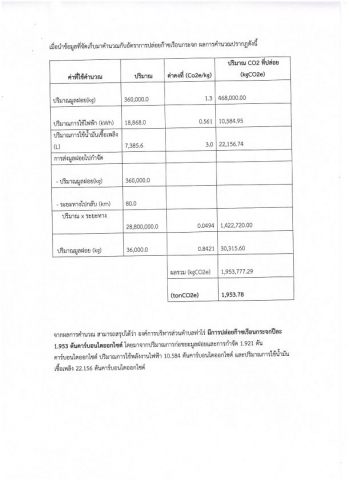 เมื่อนำข้อมูลที่จัดเก็บมาคำนวณกับอัตราการปล่อยก๊าซเรือนกระจก ผลการคำนวณปรากฏดังนี้
ค่าที่ใช้คำนวณ ปริมาณ ค่าคงที่ (Co2e/kg) ปริมาณ CO2 ที่ปล่อย
(kgCO2e)
ปริมาณมูลฝอย(kg) 360,000.0 1.3 468,000.00
ปริมาณการใช้ไฟฟ้า (kWh) 18,868.0 0.561 10,584.95
ปริมาณการใช้น้ำมันเชื้อเพลิง
(L) 7,385.6 3.0 22,156.74
การส่งมูลฝอยไปกำจัด
- ปริมาณมูลฝอย(kg) 360,000.0
- ระยะทางไปกลับ (km) 80.0
ปริมาณ x ระยะทาง
28,800,000.0 0.0494 1,422,720.00
ปริมาณมูลฝอย (kg) 36,000.0 0.8421 30,315.60
ผลรวม (kgCO2e) 1,953,777.29
(tonCO2e) 1,953.78
จากผลการคำนวณ สามารถสรุปได้ว่า องค์การบริหารส่วนตำบลท่าไร่ มีการปล่อยก๊าซเรือนกระจกปีละ
1.953 ตันคาร์บอนไดออกไซด์ โดยมาจากปริมาณการก่อขยะมูลฝอยและการกำจัด 1.921 ตัน
คาร์บอนไดออกไซด์ ปริมาณการใช้พลังงานไฟฟ้า 10.584 ตันคาร์บอนไดออกไซด์ และปริมาณการใช้น้ำมัน
เชื้อเพลิง 22.156 ตันคาร์บอนไดออกไซด์